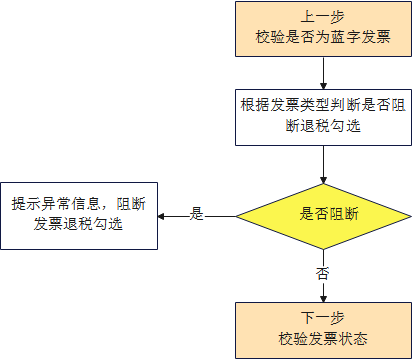 上一步
校验是否为蓝字发票
根据发票类型判断是否阻
断退税勾选
是否阻断
是
提示异常信息，阻断
发票退税勾选
否
下一步
校验发票状态